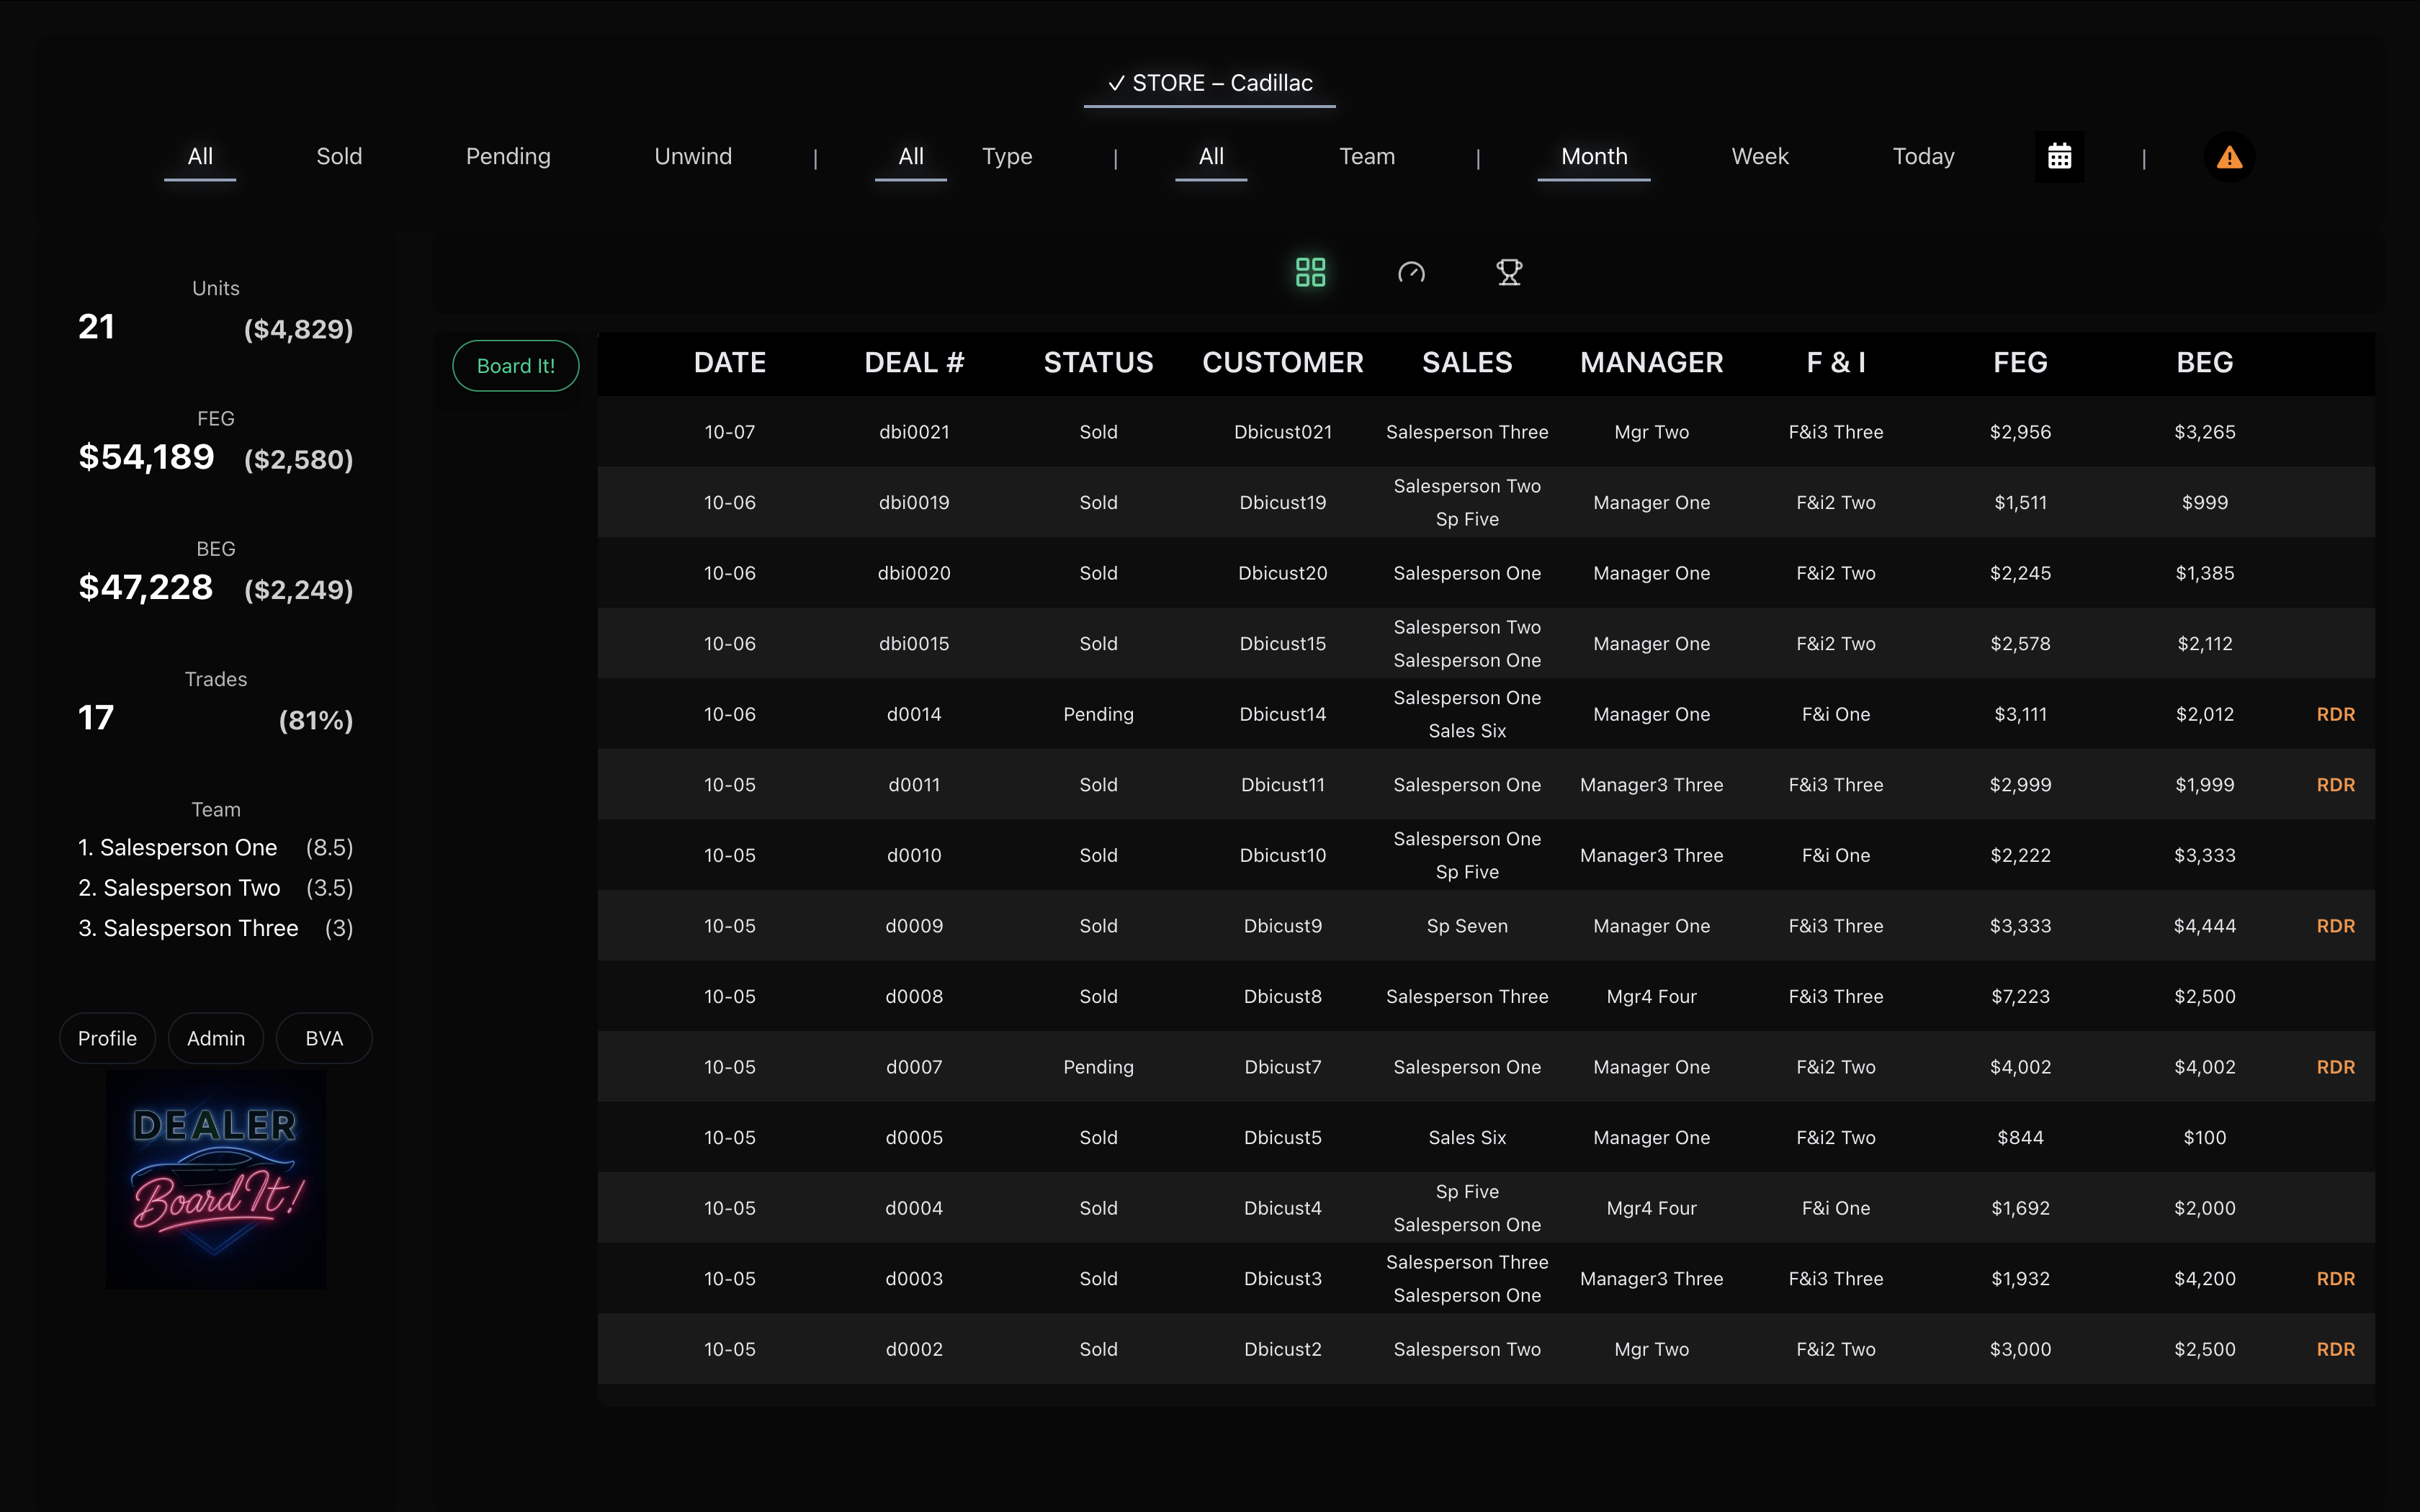 ✓ STORE – Cadillac
All Sold Pending Unwind | All Type | All Team | Month Week Today |
Units
21 ($4,829)
FEG
$54,189 ($2,580)
BEG
$47,228 ($2,249)
Trades
17 (81%)
Team
1. Salesperson One (8.5)
2. Salesperson Two (3.5)
3. Salesperson Three (3)
Profile Admin BVA
DEALER
Board It!
Board It!
DATE DEAL # STATUS CUSTOMER SALES MANAGER F & I FEG BEG
10-07 dbi0021 Sold Dbicust021 Salesperson Three Mgr Two F&i3 Three $2,956 $3,265
10-06 dbi0019 Sold Dbicust19 Salesperson Two Sp Five Manager One F&i2 Two $1,511 $999
10-06 dbi0020 Sold Dbicust20 Salesperson One Manager One F&i2 Two $2,245 $1,385
10-06 dbi0015 Sold Dbicust15 Salesperson Two Salesperson One Manager One F&i2 Two $2,578 $2,112
10-06 d0014 Pending Dbicust14 Salesperson One Sales Six Manager One F&i One $3,111 $2,012 RDR
10-05 d0011 Sold Dbicust11 Salesperson One Manager3 Three F&i3 Three $2,999 $1,999 RDR
10-05 d0010 Sold Dbicust10 Salesperson One Sp Five Manager3 Three F&i One $2,222 $3,333
10-05 d0009 Sold Dbicust9 Sp Seven Manager One F&i3 Three $3,333 $4,444 RDR
10-05 d0008 Sold Dbicust8 Salesperson Three Mgr4 Four F&i3 Three $7,223 $2,500
10-05 d0007 Pending Dbicust7 Salesperson One Manager One F&i2 Two $4,002 $4,002 RDR
10-05 d0005 Sold Dbicust5 Sales Six Manager One F&i2 Two $844 $100
10-05 d0004 Sold Dbicust4 Sp Five Salesperson One Mgr4 Four F&i One $1,692 $2,000
10-05 d0003 Sold Dbicust3 Salesperson Three Salesperson One Manager3 Three F&i3 Three $1,932 $4,200 RDR
10-05 d0002 Sold Dbicust2 Salesperson Two Mgr Two F&i2 Two $3,000 $2,500 RDR